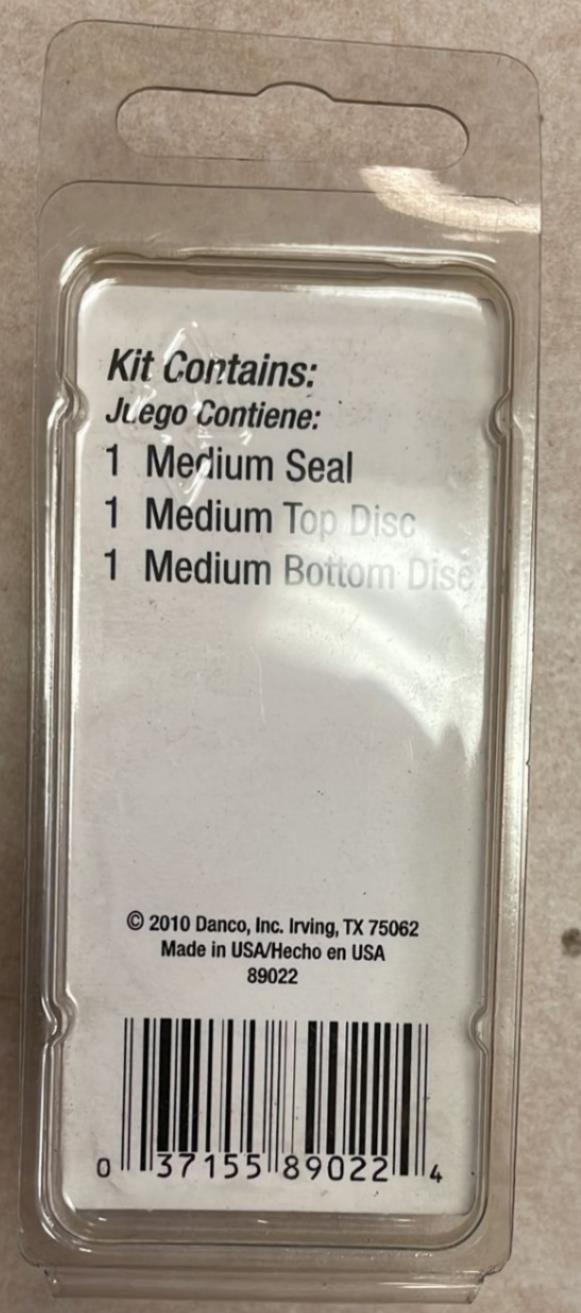 Kit Contains:
Juego Contiene:
1 Medium Seal
1 Medium Top Disc
1 Medium Bottom Disc
© 2010 Danco, Inc. Irving, TX 75062
Made in USA/Hecho en USA
89022
0 37155 89022 4